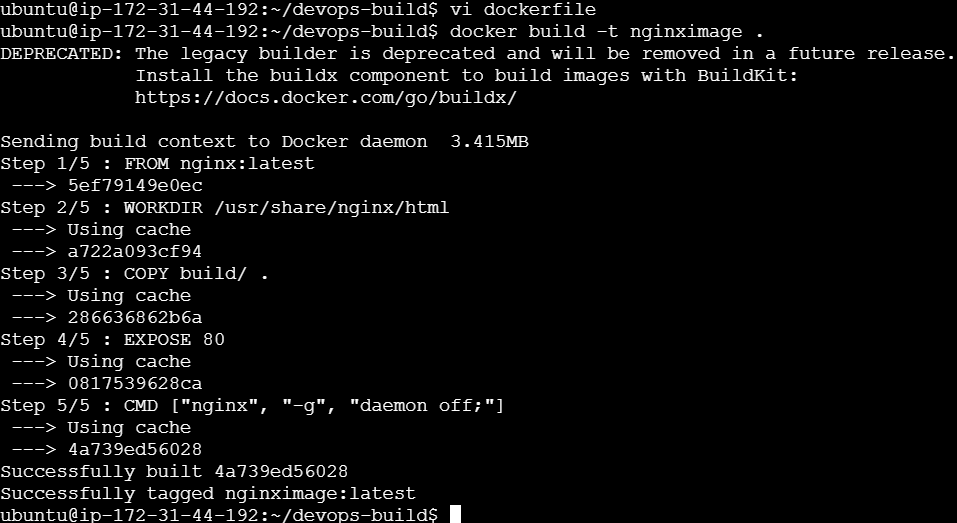 ubuntu@ip-172-31-44-192:~/devops-build$ vi dockerfile
ubuntu@ip-172-31-44-192:~/devops-build$ docker build -t nginximage .
DEPRECATED: The legacy builder is deprecated and will be removed in a future release.
            Install the buildx component to build images with BuildKit:
            https://docs.docker.com/go/buildx/

Sending build context to Docker daemon  3.415MB
Step 1/5 : FROM nginx:latest
 ---> 5ef79149e0ec
Step 2/5 : WORKDIR /usr/share/nginx/html
 ---> Using cache
 ---> a722a093cf94
Step 3/5 : COPY build/ .
 ---> Using cache
 ---> 286636862b6a
Step 4/5 : EXPOSE 80
 ---> Using cache
 ---> 0817539628ca
Step 5/5 : CMD ["nginx", "-g", "daemon off;"]
 ---> Using cache
 ---> 4a739ed56028
Successfully built 4a739ed56028
Successfully tagged nginximage:latest
ubuntu@ip-172-31-44-192:~/devops-build$